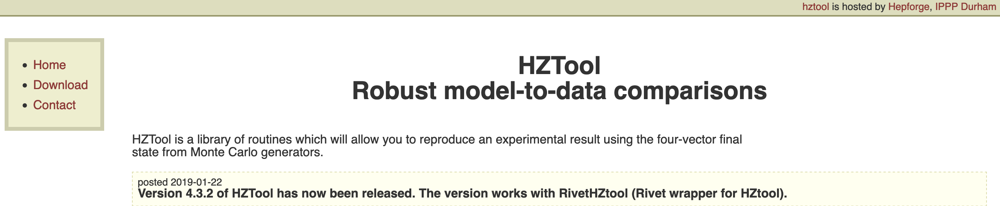 hztool is hosted by Hepforge, IPPP Durham
Home
Download
Contact
HZTool
Robust model-to-data comparisons
HZTool is a library of routines which will allow you to reproduce an experimental result using the four-vector final
state from Monte Carlo generators.
posted 2019-01-22
Version 4.3.2 of HZTool has now been released. The version works with RivetHZtool (Rivet wrapper for HZtool).